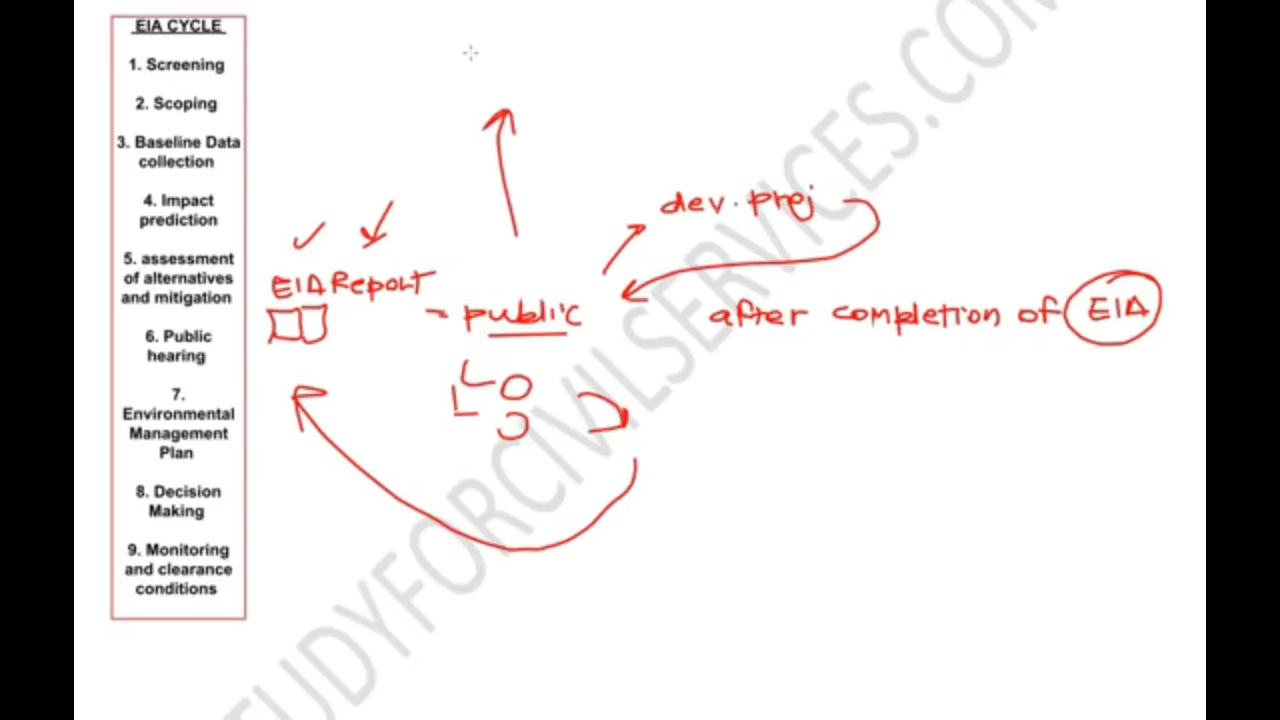 EIA CYCLE
1. Screening
2. Scoping
3. Baseline Data
collection
4. Impact
prediction
5. assessment
of alternatives
and mitigation
6. Public
hearing
7.
Environmental
Management
Plan
8. Decision
Making
9. Monitoring
and clearance
conditions
dev. proj
EIA Report
- public
after completion of EIA
TUDYFORCIVILSERVICES.COM